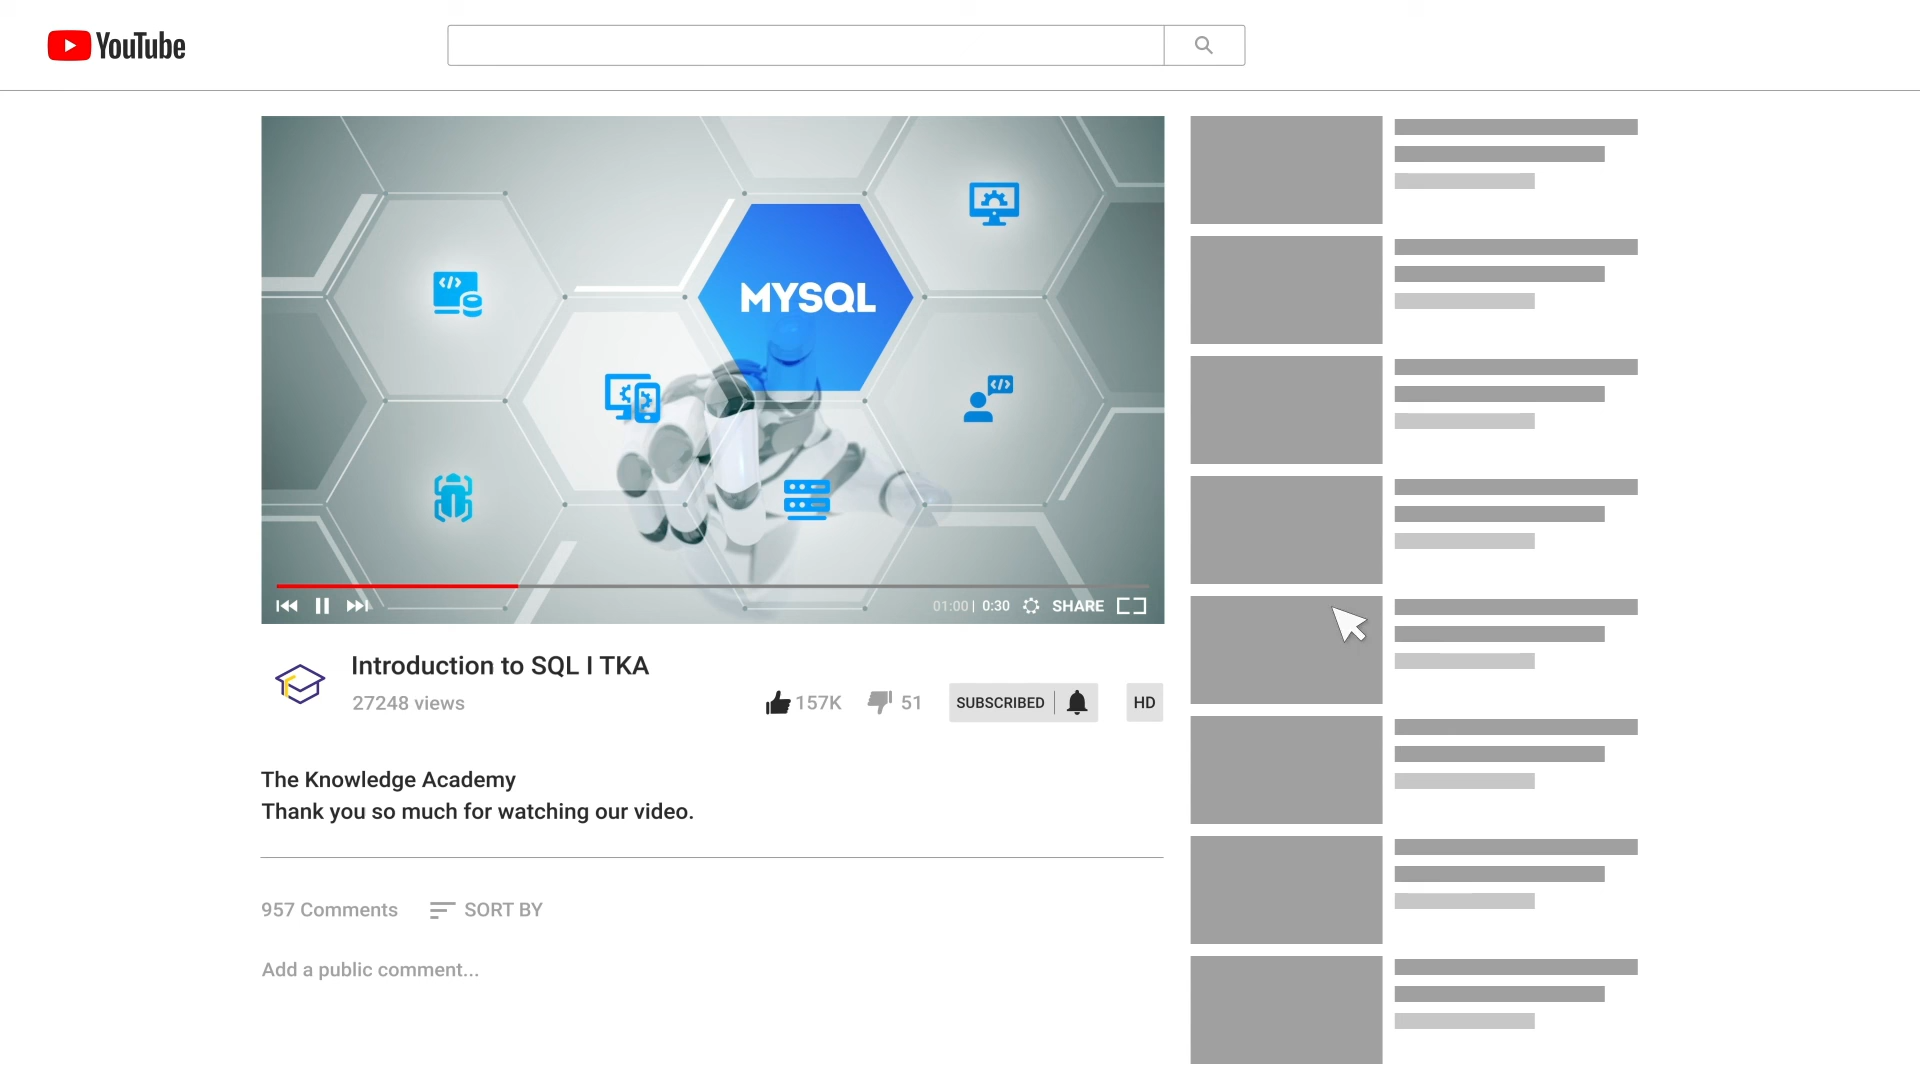 YouTube
MYSQL
01:00 | 0:30 SHARE
Introduction to SQL I TKA
27248 views
157K
51
SUBSCRIBED
HD
The Knowledge Academy
Thank you so much for watching our video.
957 Comments
SORT BY
Add a public comment...